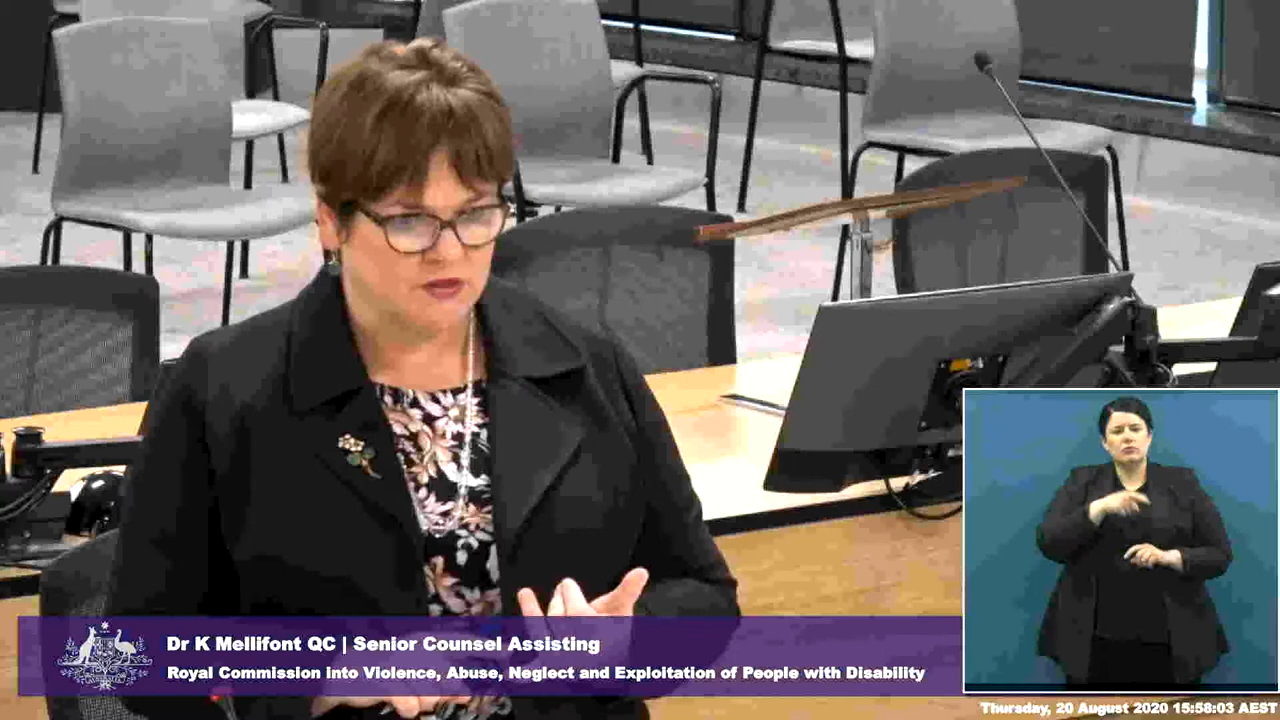 Dr K Mellifont QC | Senior Counsel Assisting
Royal Commission into Violence, Abuse, Neglect and Exploitation of People with Disability
Thursday, 20 August 2020 15:58:03 AEST